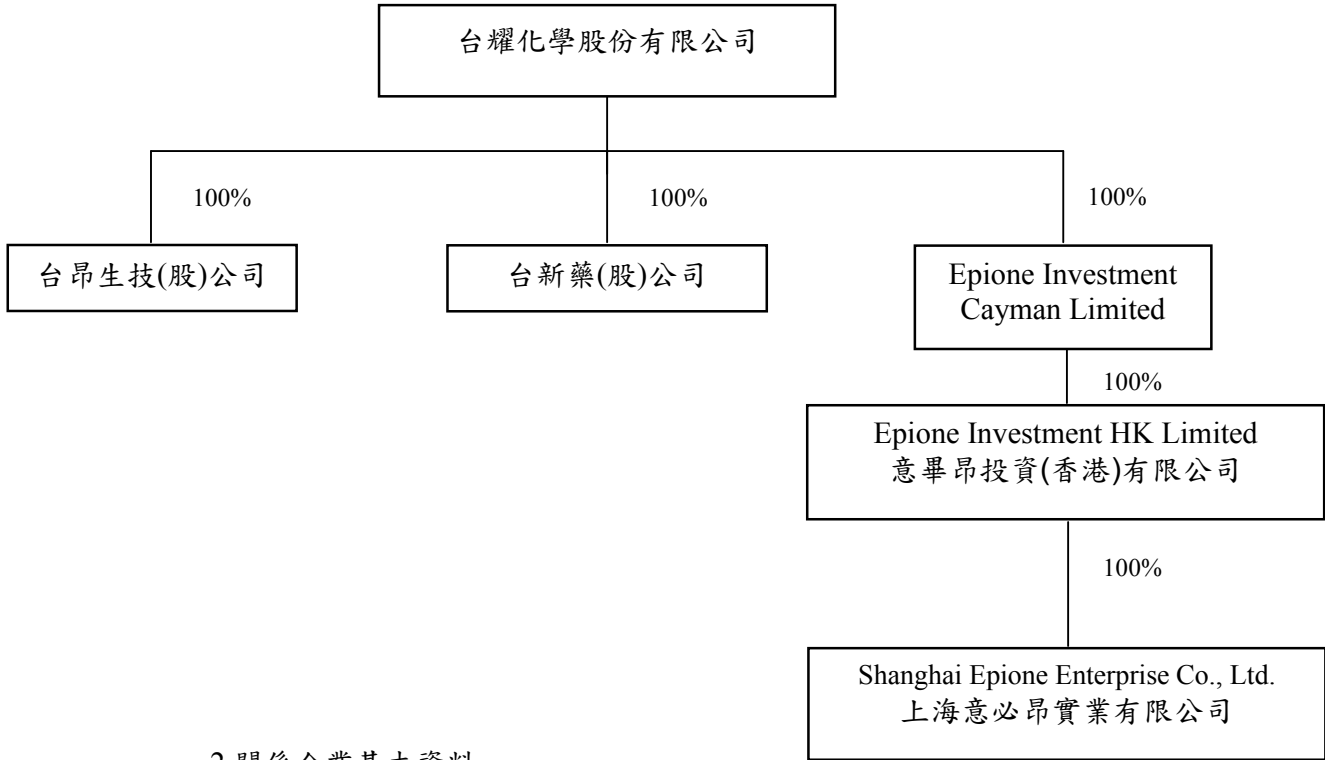 台耀化學股份有限公司
100%
100%
100%
台昂生技(股)公司
台新藥(股)公司
Epione Investment
Cayman Limited
100%
Epione Investment HK Limited
意畢昂投資(香港)有限公司
100%
Shanghai Epione Enterprise Co., Ltd.
上海意必昂實業有限公司